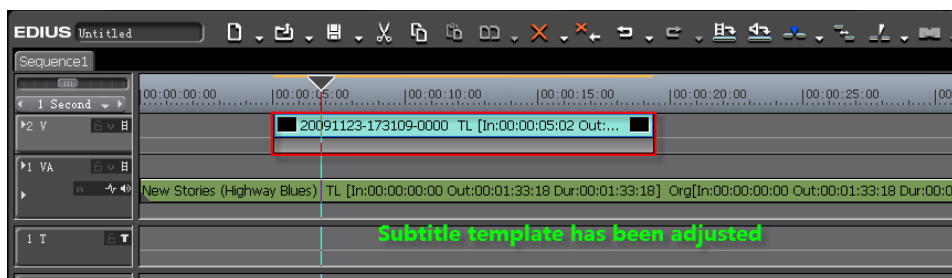 EDIUS Untitled
Sequence1
1 Second
00:00:00:00 00:00:05:00 00:00:10:00 00:00:15:00 00:00:20:00 00:00:25:00 00
2 V
20091123-173109-0000 TL [In:00:00:05:02 Out:...
1 VA
New Stories (Highway Blues) TL [In:00:00:00:00 Out:00:01:33:18 Dur:00:01:33:18] Org[In:00:00:00:00 Out:00:01:33:18 Dur:00:0
Subtitle template has been adjusted
1 T
T